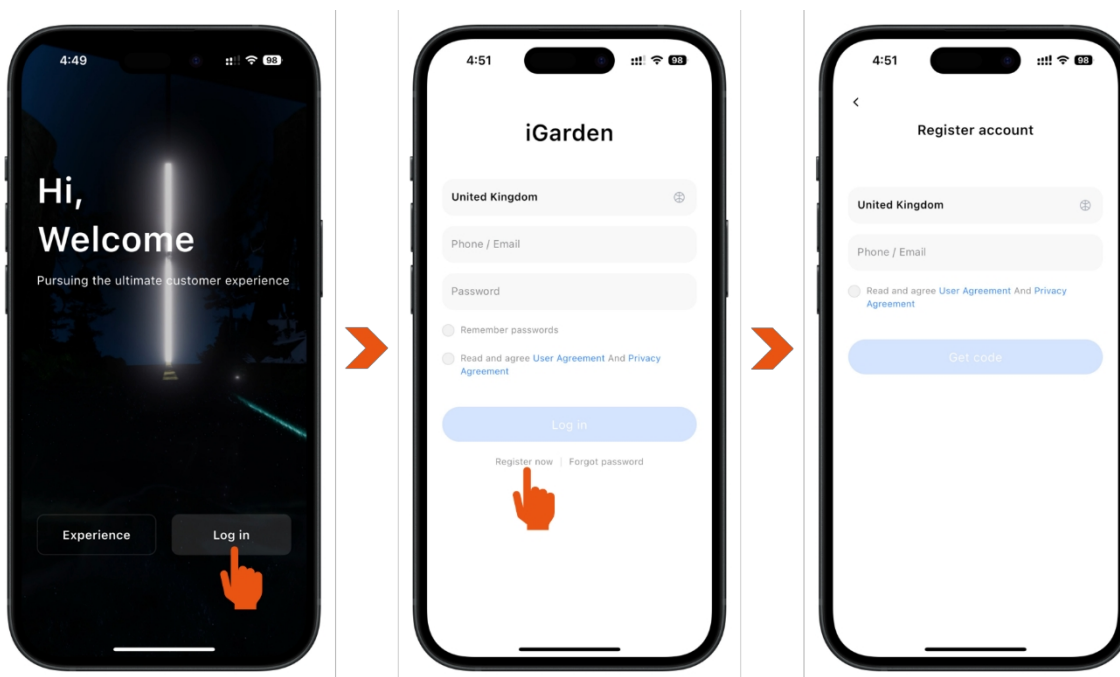 4:49
98
Hi,
Welcome
Pursuing the ultimate customer experience
Experience
Log in
4:51
98
iGarden
United Kingdom
Phone / Email
Password
Remember passwords
Read and agree User Agreement And Privacy
Agreement
Log in
Register now | Forgot password
4:51
98
Register account
United Kingdom
Phone / Email
Read and agree User Agreement And Privacy
Agreement
Get code